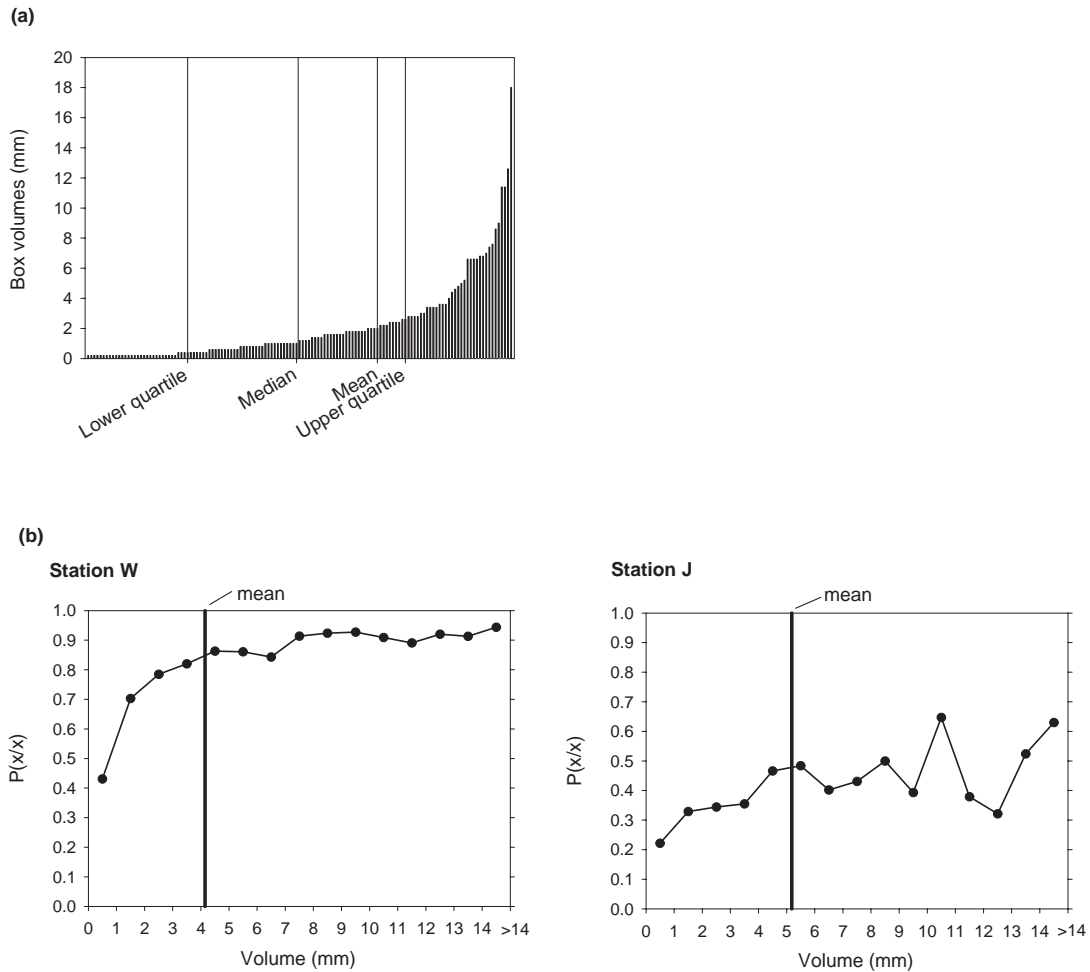 (a)
Box volumes (mm)
20
18
16
14
12
10
8
6
4
2
0
Lower quartile
Median
Mean
Upper quartile
(b)
Station W
mean
P(x/x)
1.0
0.9
0.8
0.7
0.6
0.5
0.4
0.3
0.2
0.1
0.0
0 1 2 3 4 5 6 7 8 9 10 11 12 13 14 >14
Volume (mm)
Station J
mean
P(x/x)
1.0
0.9
0.8
0.7
0.6
0.5
0.4
0.3
0.2
0.1
0.0
0 1 2 3 4 5 6 7 8 9 10 11 12 13 14 >14
Volume (mm)